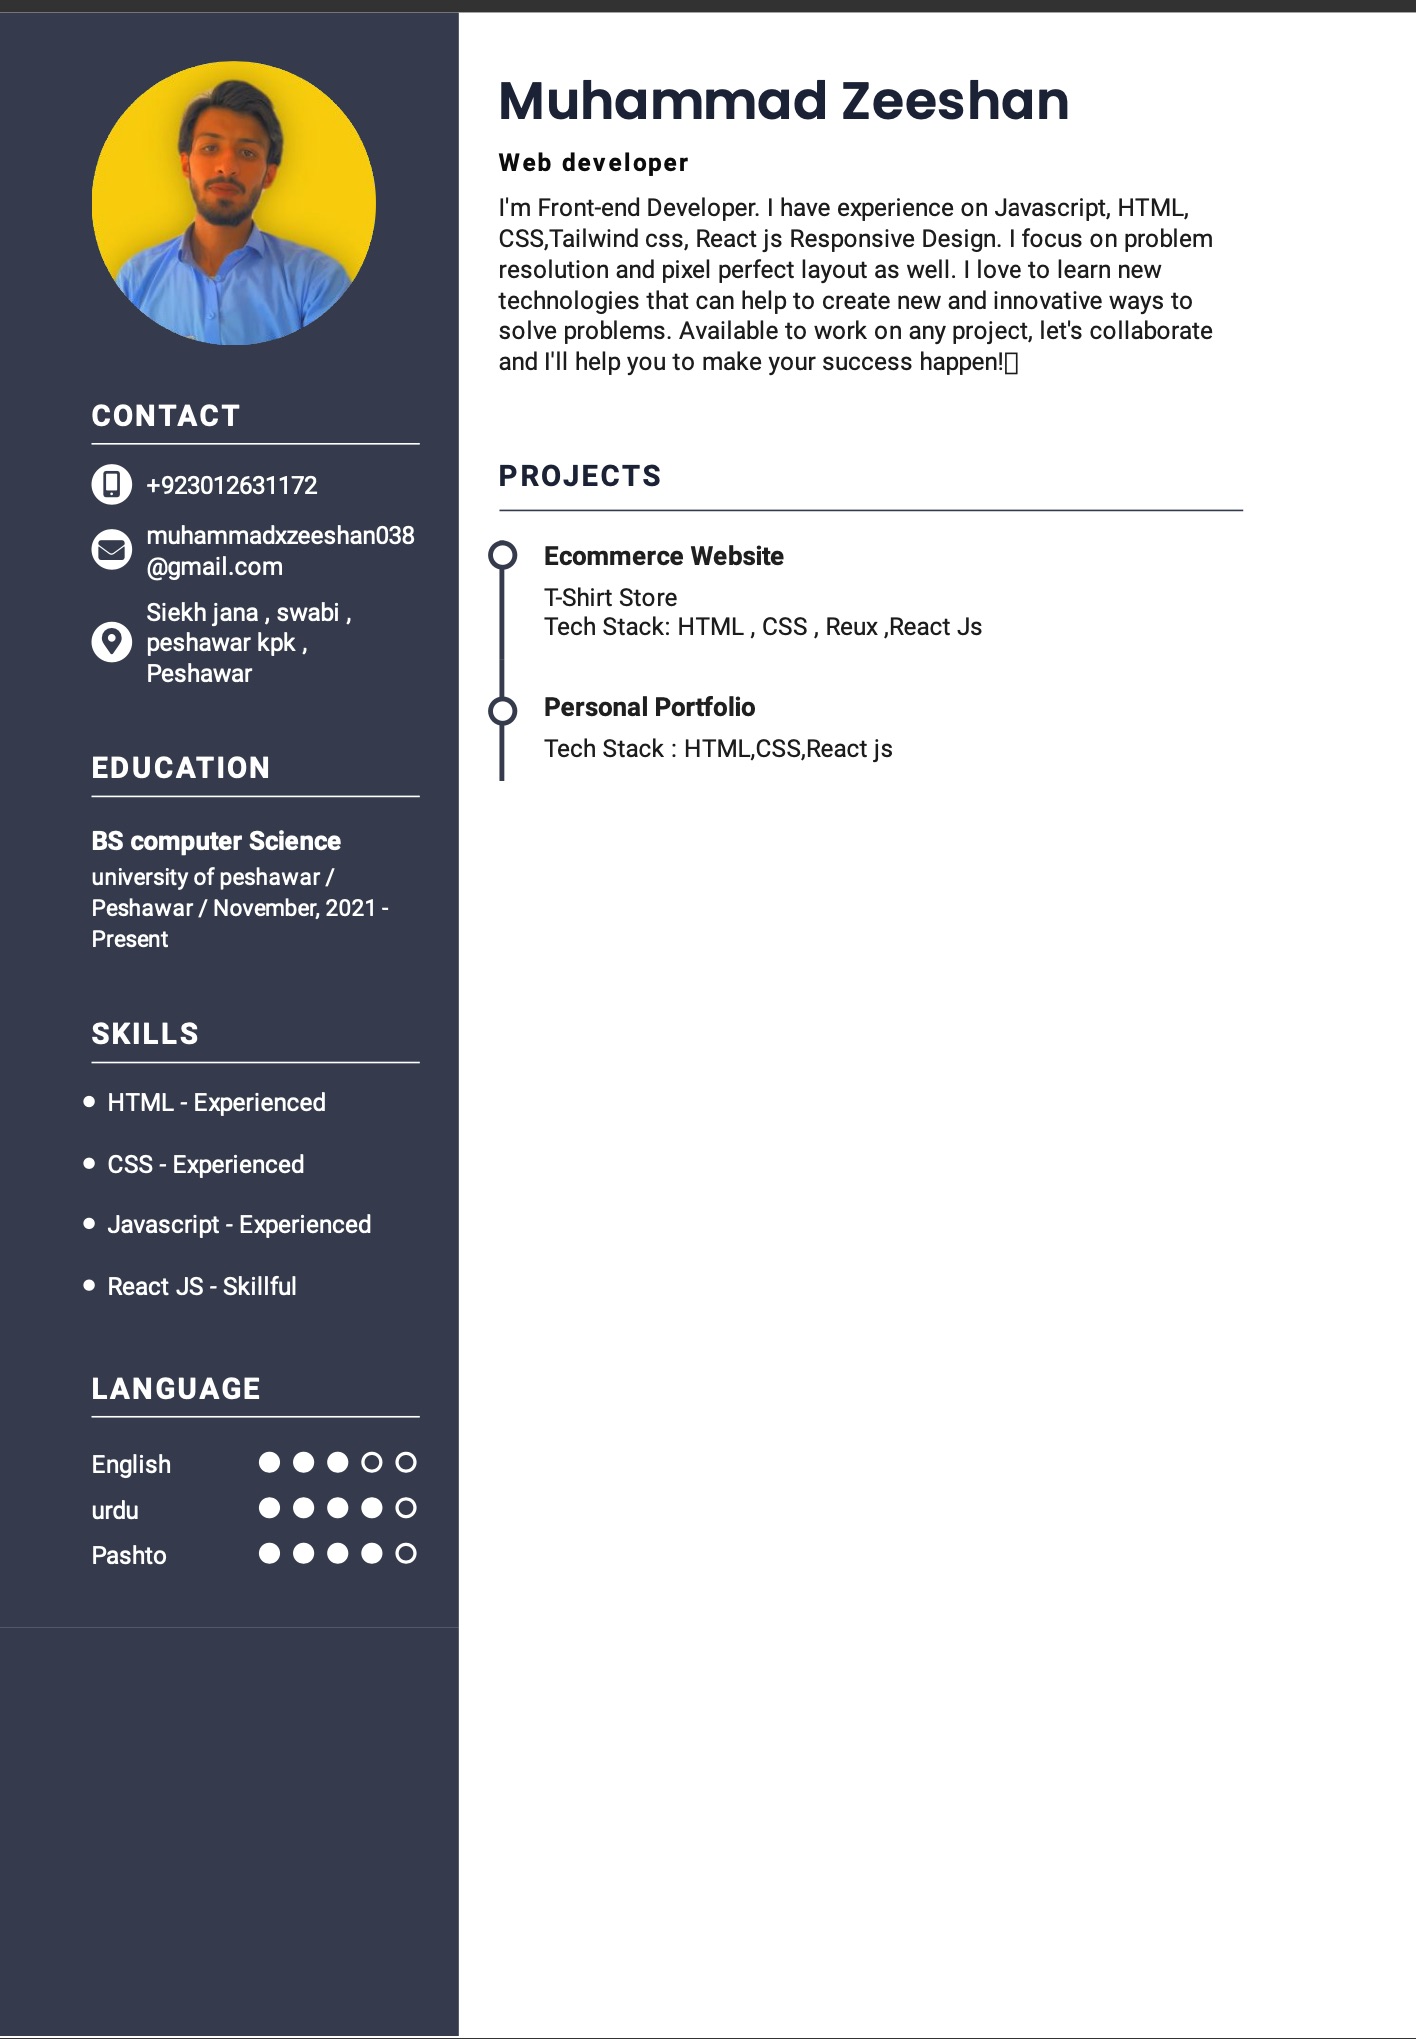 Muhammad Zeeshan
Web developer
I'm Front-end Developer. I have experience on Javascript, HTML,
CSS,Tailwind css, React js Responsive Design. I focus on problem
resolution and pixel perfect layout as well. I love to learn new
technologies that can help to create new and innovative ways to
solve problems. Available to work on any project, let's collaborate
and I'll help you to make your success happen!
CONTACT
+923012631172
muhammadxzeeshan038
@gmail.com
Siekh jana , swabi ,
peshawar kpk ,
Peshawar
EDUCATION
BS computer Science
university of peshawar /
Peshawar / November, 2021 -
Present
SKILLS
HTML - Experienced
CSS - Experienced
Javascript - Experienced
React JS - Skillful
LANGUAGE
English
urdu
Pashto
PROJECTS
Ecommerce Website
T-Shirt Store
Tech Stack: HTML , CSS , Reux ,React Js
Personal Portfolio
Tech Stack : HTML,CSS,React js